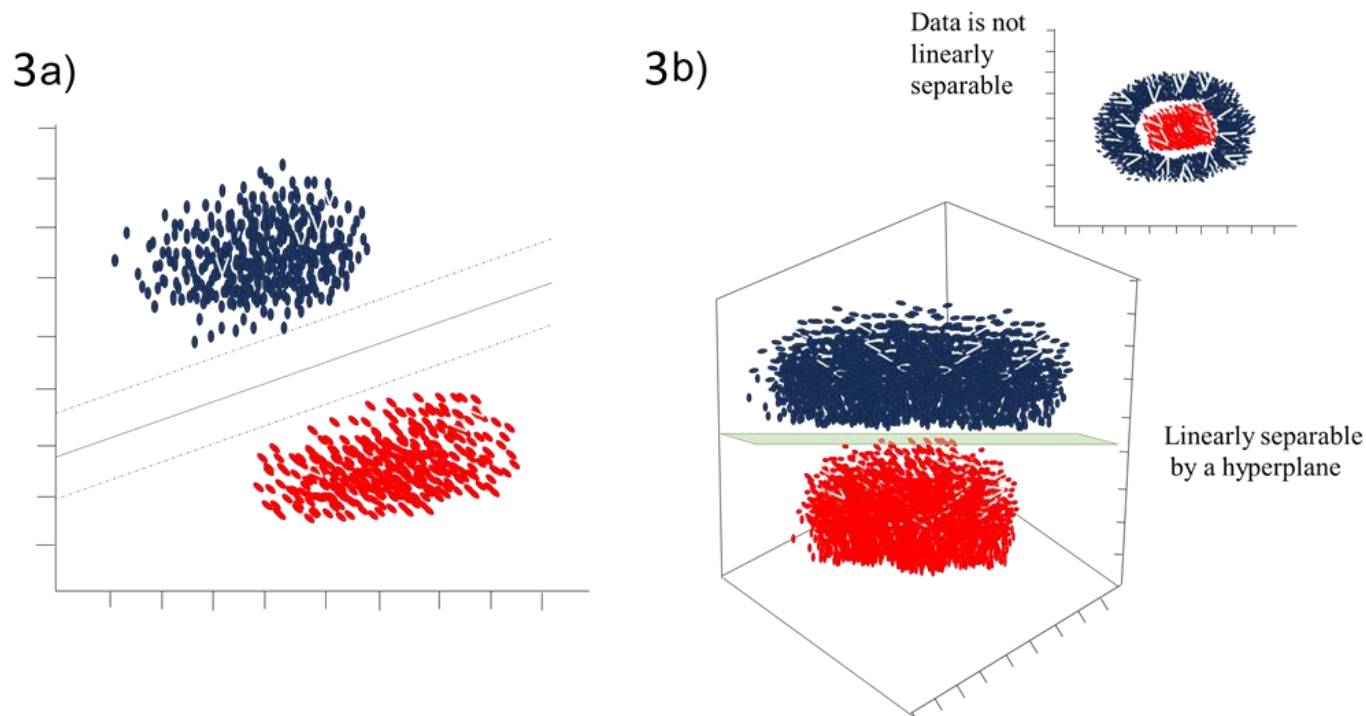 3a)
3b)
Data is not
linearly
separable
Linearly separable
by a hyperplane